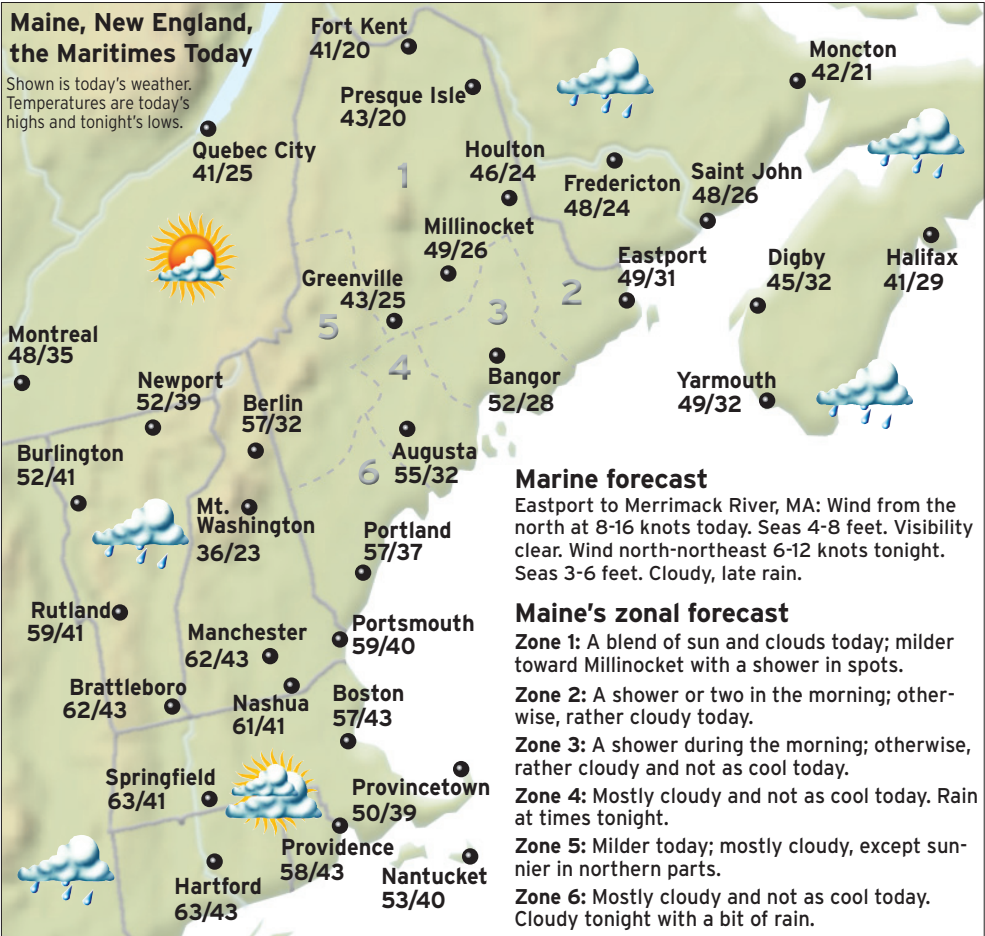 Maine, New England,
the Maritimes Today
Shown is today's weather.
Temperatures are today's
highs and tonight's lows.
Fort Kent
41/20
Moncton
42/21
Presque Isle
43/20
Quebec City
41/25
Houlton
46/24
Fredericton
48/24
Saint John
48/26
1
Millinocket
49/26
Eastport
49/31
Digby
45/32
Halifax
41/29
Greenville
43/25
2
3
5
Montreal
48/35
4
Bangor
52/28
Yarmouth
49/32
Newport
52/39
Berlin
57/32
Burlington
52/41
Augusta
55/32
6
Mt.
Washington
36/23
Portland
57/37
Rutland
59/41
Manchester
62/43
Portsmouth
59/40
Brattleboro
62/43
Nashua
61/41
Boston
57/43
Springfield
63/41
Provincetown
50/39
Providence
58/43
Nantucket
53/40
Hartford
63/43
Marine forecast
Eastport to Merrimack River, MA: Wind from the
north at 8-16 knots today. Seas 4-8 feet. Visibility
clear. Wind north-northeast 6-12 knots tonight.
Seas 3-6 feet. Cloudy, late rain.
Maine's zonal forecast
Zone 1: A blend of sun and clouds today; milder
toward Millinocket with a shower in spots.
Zone 2: A shower or two in the morning; other-
wise, rather cloudy today.
Zone 3: A shower during the morning; otherwise,
rather cloudy and not as cool today.
Zone 4: Mostly cloudy and not as cool today. Rain
at times tonight.
Zone 5: Milder today; mostly cloudy, except sun-
nier in northern parts.
Zone 6: Mostly cloudy and not as cool today.
Cloudy tonight with a bit of rain.